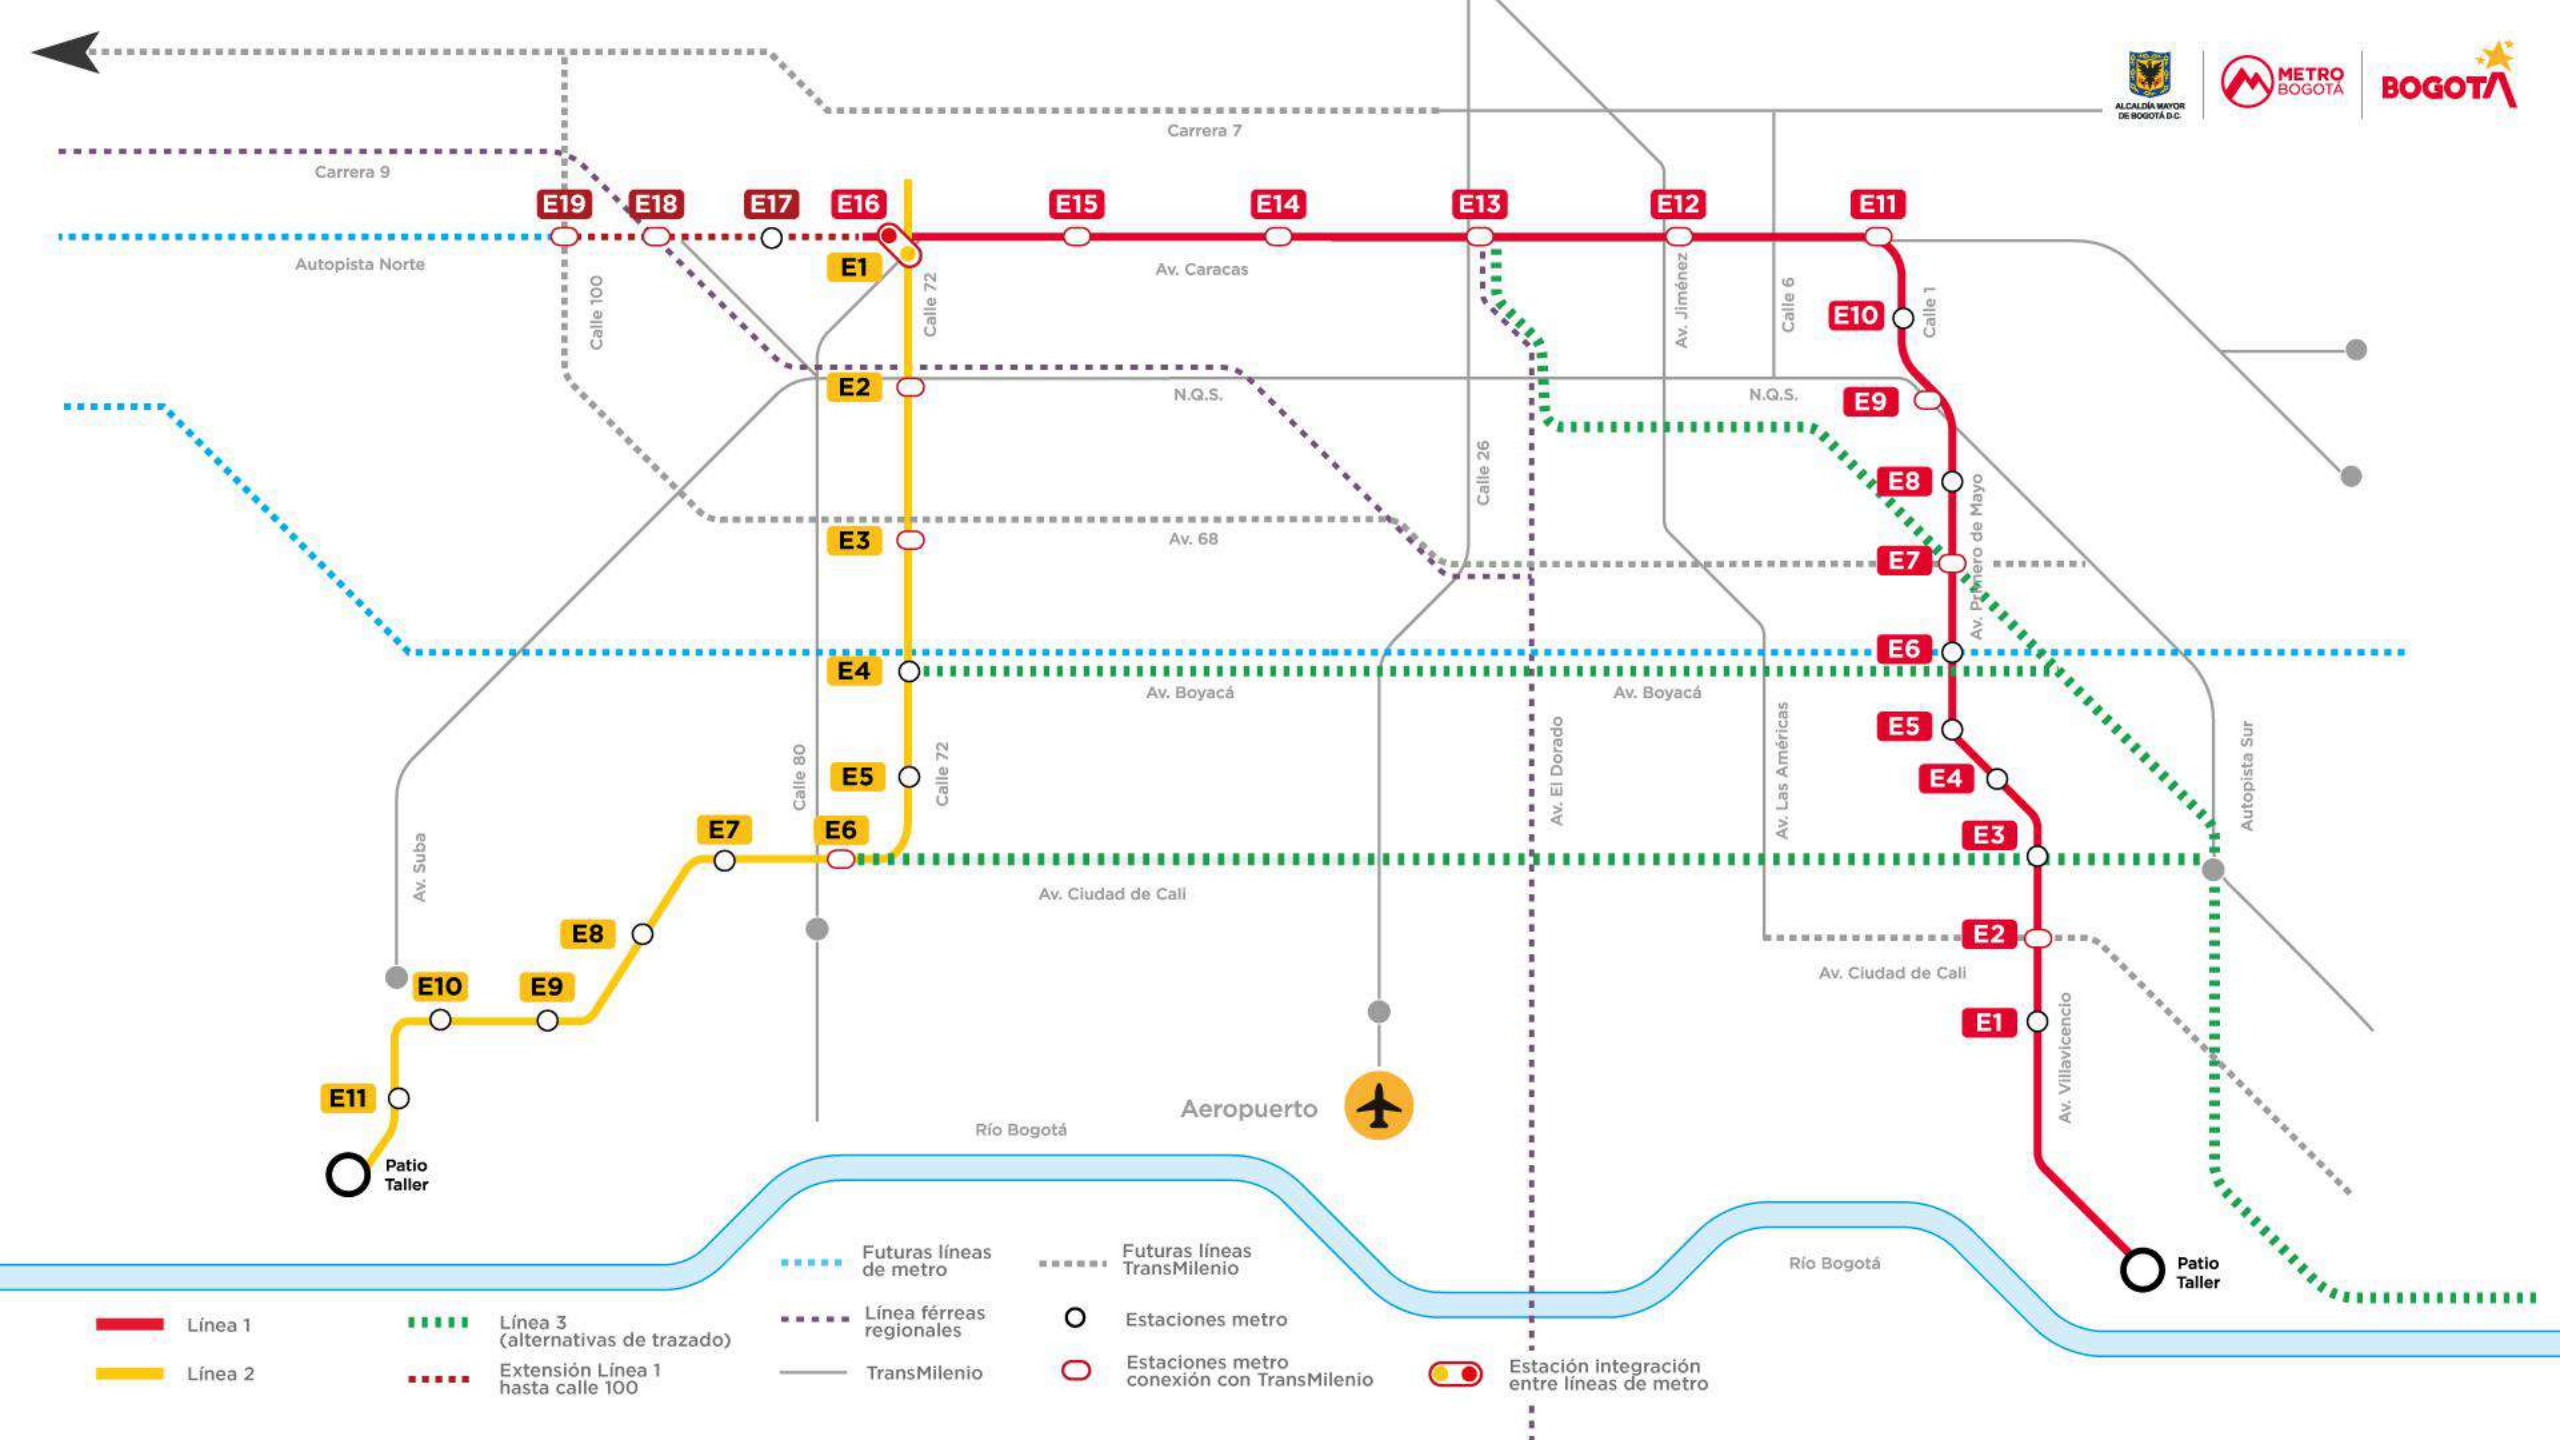 ALCALDÍA MAYOR
DE BOGOTÁ D.C.
METRO
BOGOTÁ
BOGOTÁ
Carrera 7
Carrera 9
E19
E18
E17
E16
E15
E14
E13
E12
E11
E1
Autopista Norte
Av. Caracas
Calle 100
Calle 72
Av. Jiménez
Calle 6
Calle 1
E10
E2
N.Q.S.
N.Q.S.
E9
Calle 26
E8
Av. Primero de Mayo
E3
Av. 68
E7
E6
E4
Av. Boyacá
Av. Boyacá
E5
Av. El Dorado
Av. Las Américas
Autopista Sur
Calle 80
E5
Calle 72
E4
E7
E6
E3
Av. Suba
Av. Ciudad de Cali
E8
E2
Av. Ciudad de Cali
E10
E9
E1
Av. Villavicencio
E11
Aeropuerto
Río Bogotá
Patio
Taller
Río Bogotá
Patio
Taller
Futuras líneas
de metro
Futuras líneas
TransMilenio
Línea 1
Línea 3
(alternativas de trazado)
Línea férreas
regionales
Estaciones metro
Línea 2
Extensión Línea 1
hasta calle 100
TransMilenio
Estaciones metro
conexión con TransMilenio
Estación integración
entre líneas de metro